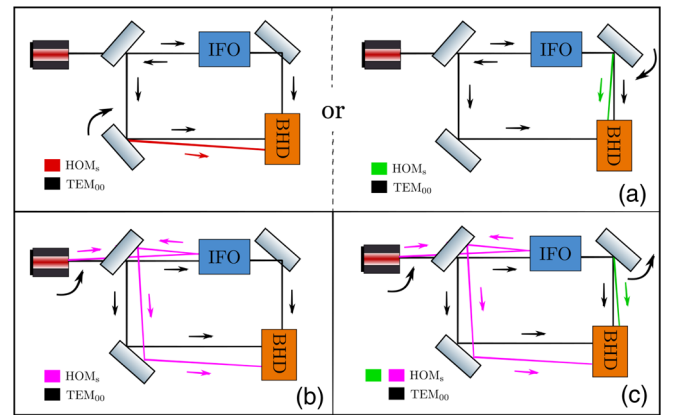 IFO
BHD
HOMs
TEM00
or
IFO
BHD
HOMs
TEM00
(a)
IFO
BHD
HOMs
TEM00
(b)
IFO
BHD
HOMs
TEM00
(c)